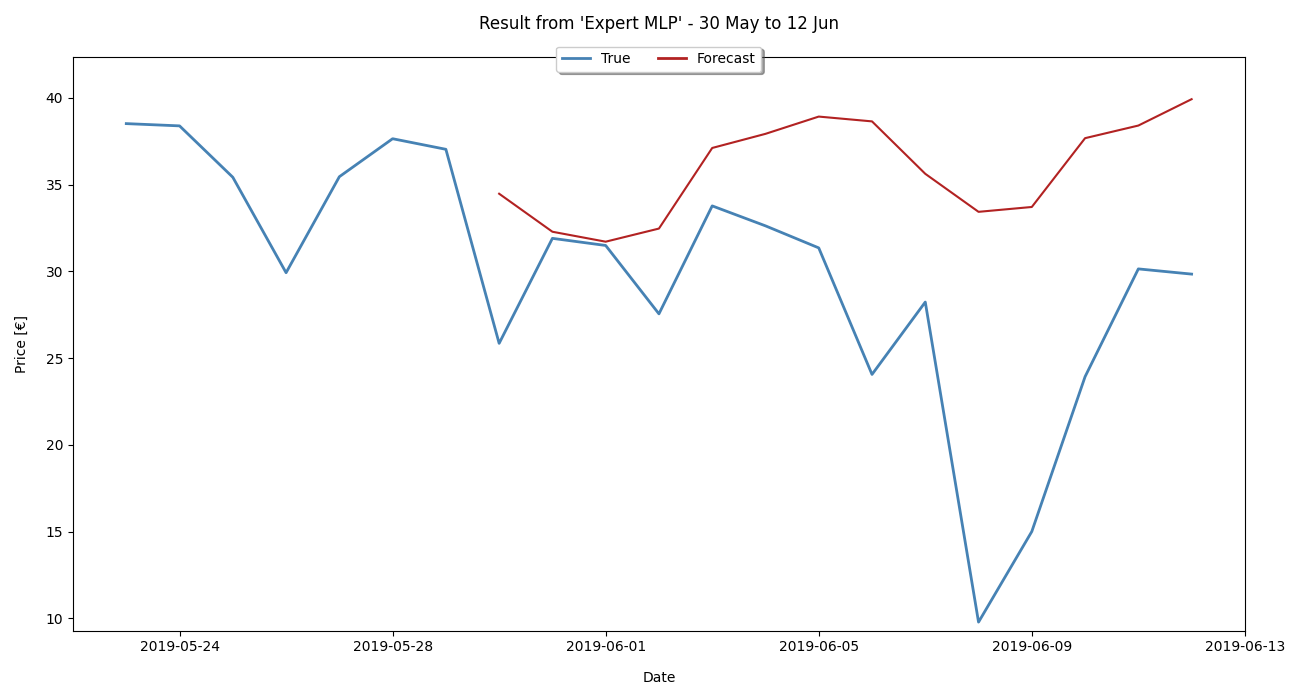 Result from 'Expert MLP' - 30 May to 12 Jun
True
Forecast
40
35
30
25
20
15
10
Price [€]
2019-05-24
2019-05-28
2019-06-01
2019-06-05
2019-06-09
2019-06-13
Date